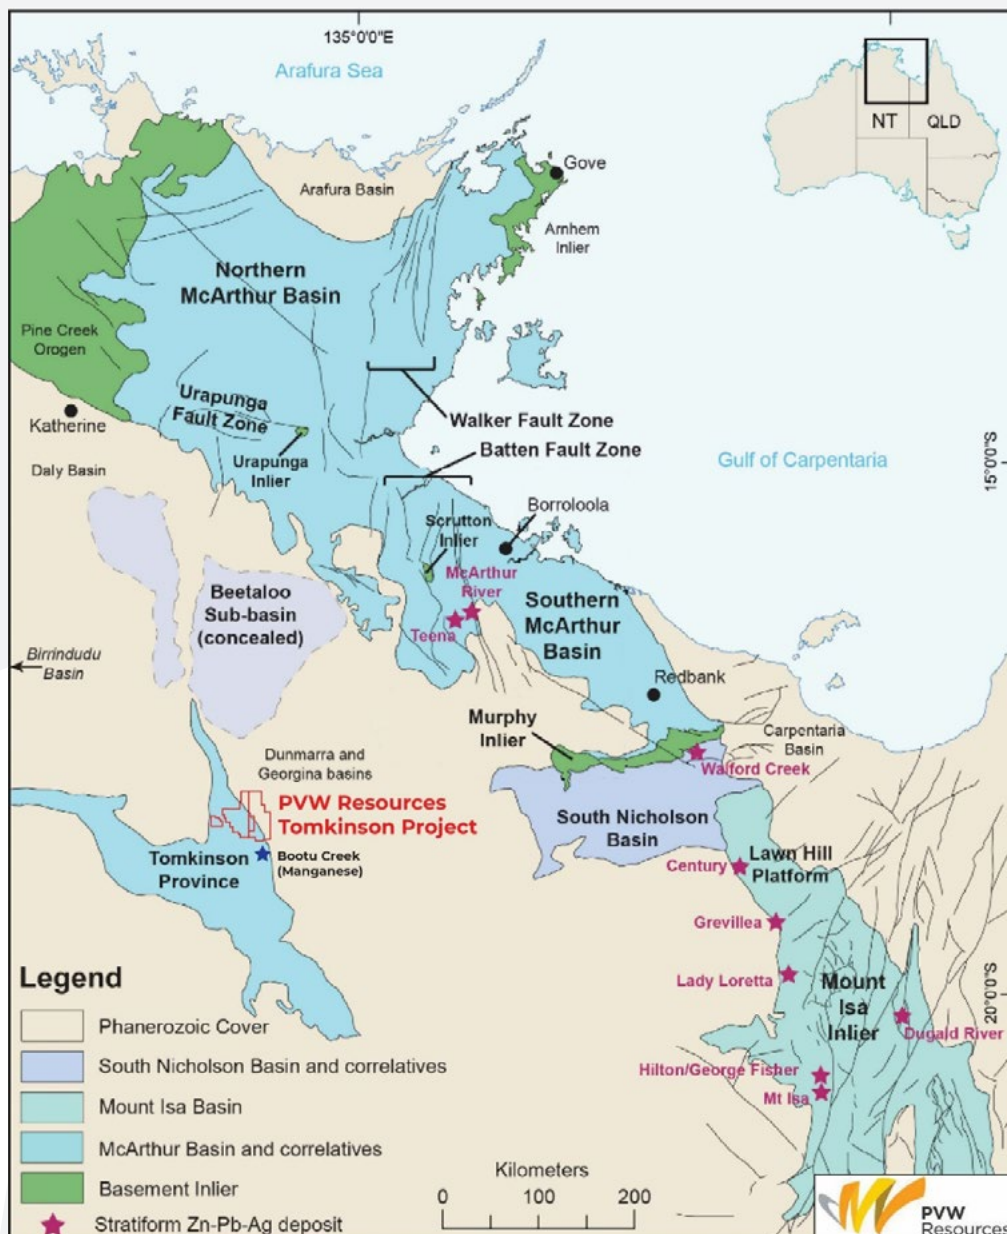 135°0'0"E
Arafura Sea
NT
QLD
Gove
Arafura Basin
Arnhem
Inlier
Northern
McArthur Basin
Pine Creek
Orogen
Urapunga
Fault Zone
Walker Fault Zone
Katherine
Urapunga
Inlier
Batten Fault Zone
Gulf of Carpentaria
15°0'0"S
Daly Basin
Scrutton
Inlier
Borroloola
McArthur
River
Beetaloo
Sub-basin
(concealed)
Teena
Southern
McArthur
Basin
Birrindudu
Basin
Redbank
Murphy
Inlier
Carpentaria
Basin
Walford Creek
Dunmarra and
Georgina basins
PVW Resources
Tomkinson Project
South Nicholson
Basin
Tomkinson
Province
Bootu Creek
(Manganese)
Century
Lawn Hill
Platform
Grevillea
Lady Loretta
Mount
Isa
Inlier
20°0'0"S
Dugald River
Hilton/George Fisher
Mt Isa
Legend
Phanerozoic Cover
South Nicholson Basin and correlatives
Mount Isa Basin
McArthur Basin and correlatives
Basement Inlier
Stratiform Zn-Pb-Ag deposit
Kilometers
0 100 200
PVW
Resources